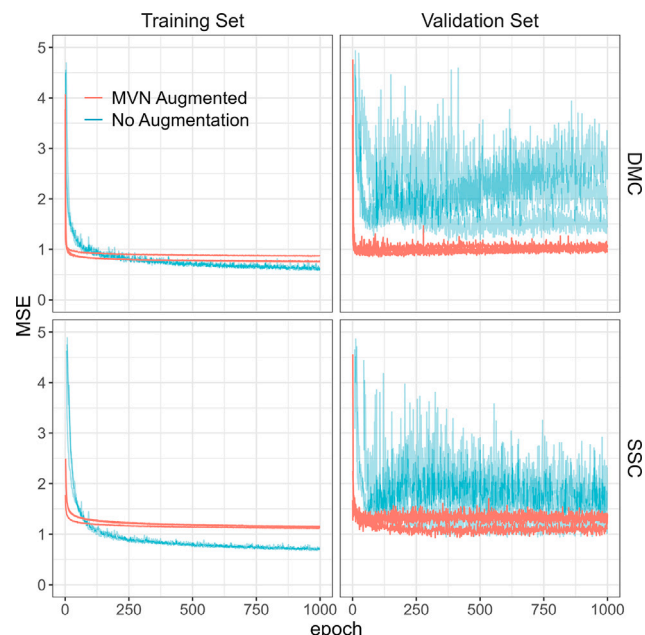 Training Set Validation Set
MVN Augmented
No Augmentation
5
4
3
2
1
0
DMC
MSE
5
4
3
2
1
0
SSC
0 250 500 750 1000 0 250 500 750 1000
epoch